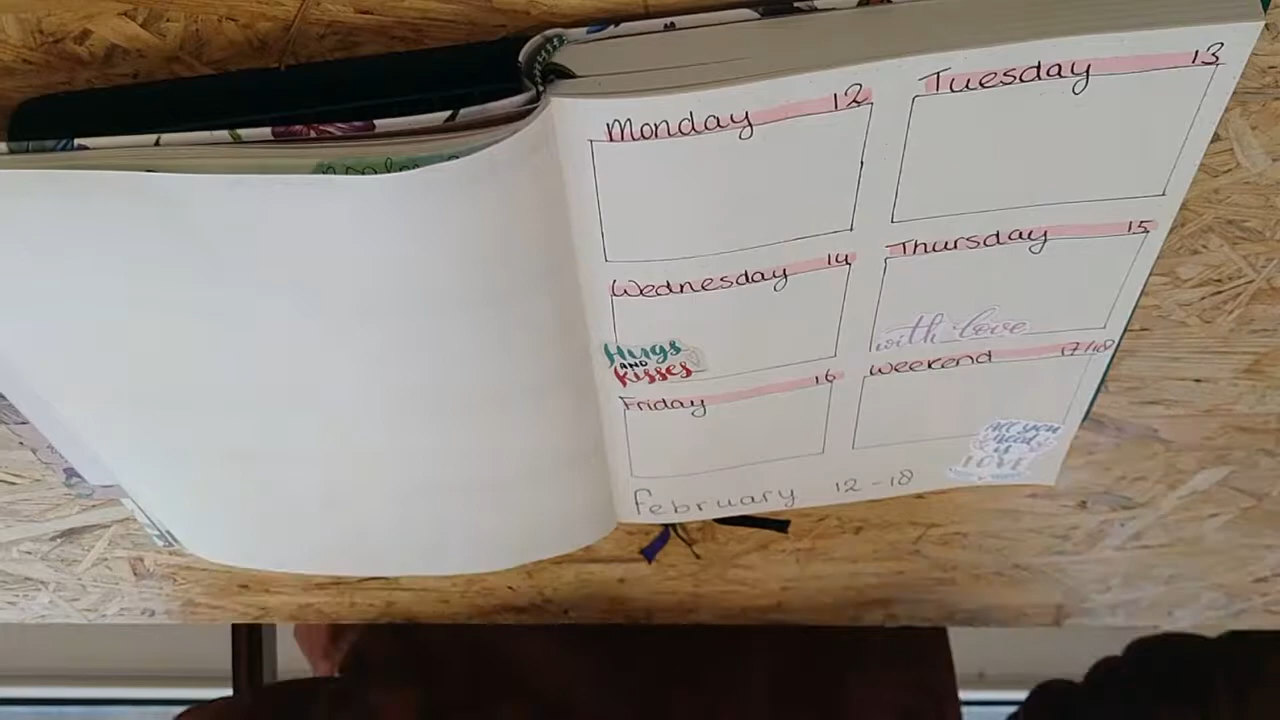 Monday 12
Tuesday 13
Wednesday 14
Hugs
AND
Kisses
Thursday 15
with love
Friday 16
Weekend 17/18
All you
need
is
LOVE
february 12-18